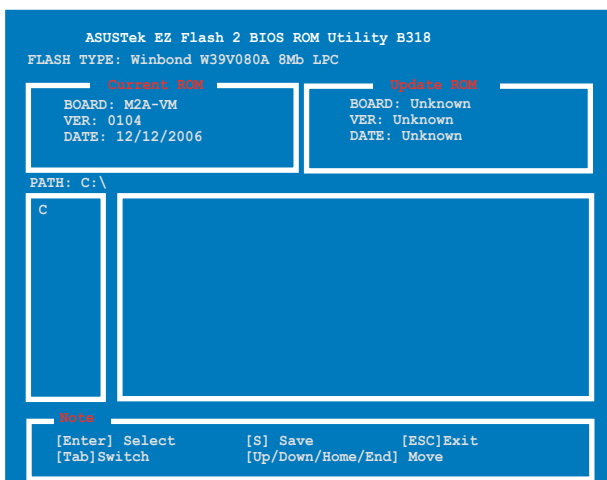 ASUSTek EZ Flash 2 BIOS ROM Utility B318
FLASH TYPE: Winbond W39V080A 8Mb LPC
Current ROM
BOARD: M2A-VM
VER: 0104
DATE: 12/12/2006
Update ROM
BOARD: Unknown
VER: Unknown
DATE: Unknown
PATH: C:\
C
Note
[Enter] Select [S] Save [ESC]Exit
[Tab]Switch [Up/Down/Home/End] Move